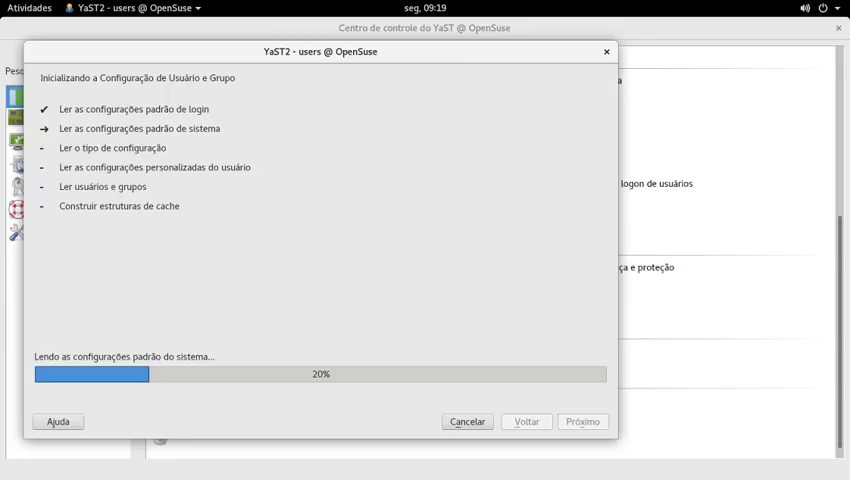 Atividades YaST2 - users @ OpenSuse seg, 09:19
Centro de controle do YaST @ OpenSuse
YaST2 - users @ OpenSuse
Pesq
Inicializando a Configuração de Usuário e Grupo
a
✔ Ler as configurações padrão de login
➔ Ler as configurações padrão de sistema
- Ler o tipo de configuração
- Ler as configurações personalizadas do usuário
- Ler usuários e grupos
logon de usuários
- Construir estruturas de cache
ça e proteção
Lendo as configurações padrão do sistema...
20%
Ajuda Cancelar Voltar Próximo